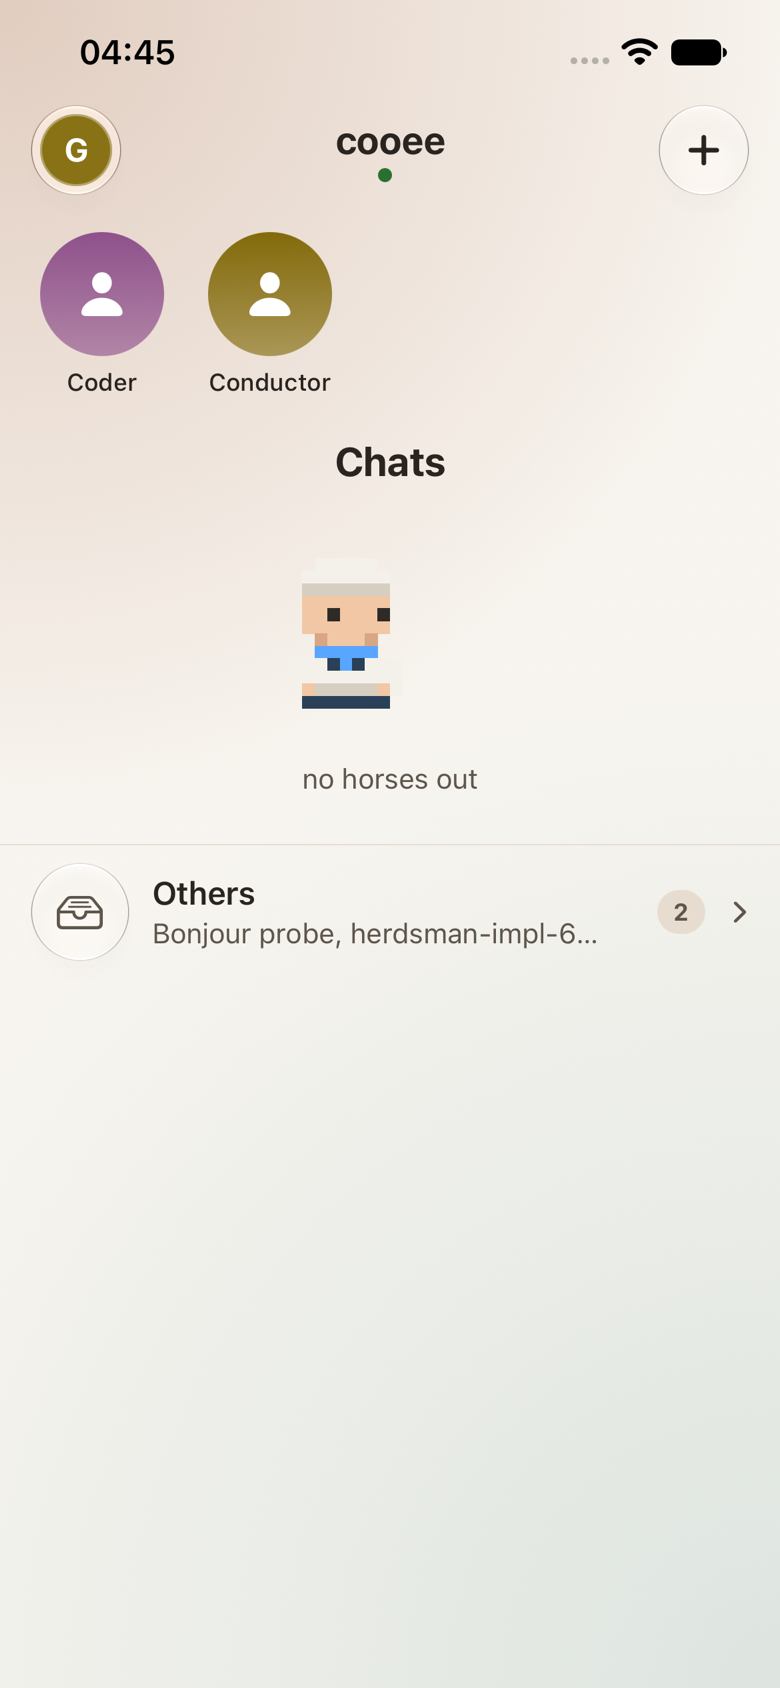 04:45
G
cooee
Coder
Conductor
Chats
no horses out
Others
Bonjour probe, herdsman-impl-6...
2